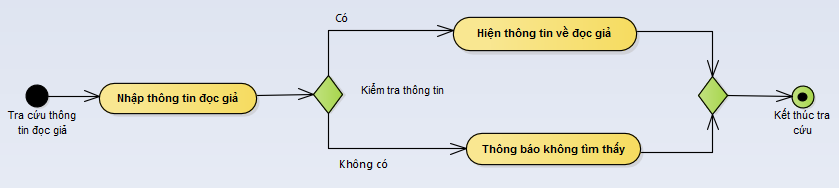 Có
Hiện thông tin về đọc giả
Nhập thông tin đọc giả
Kiểm tra thông tin
Tra cứu thông
tin đọc giả
Kết thúc tra
cứu
Không có
Thông báo không tìm thấy